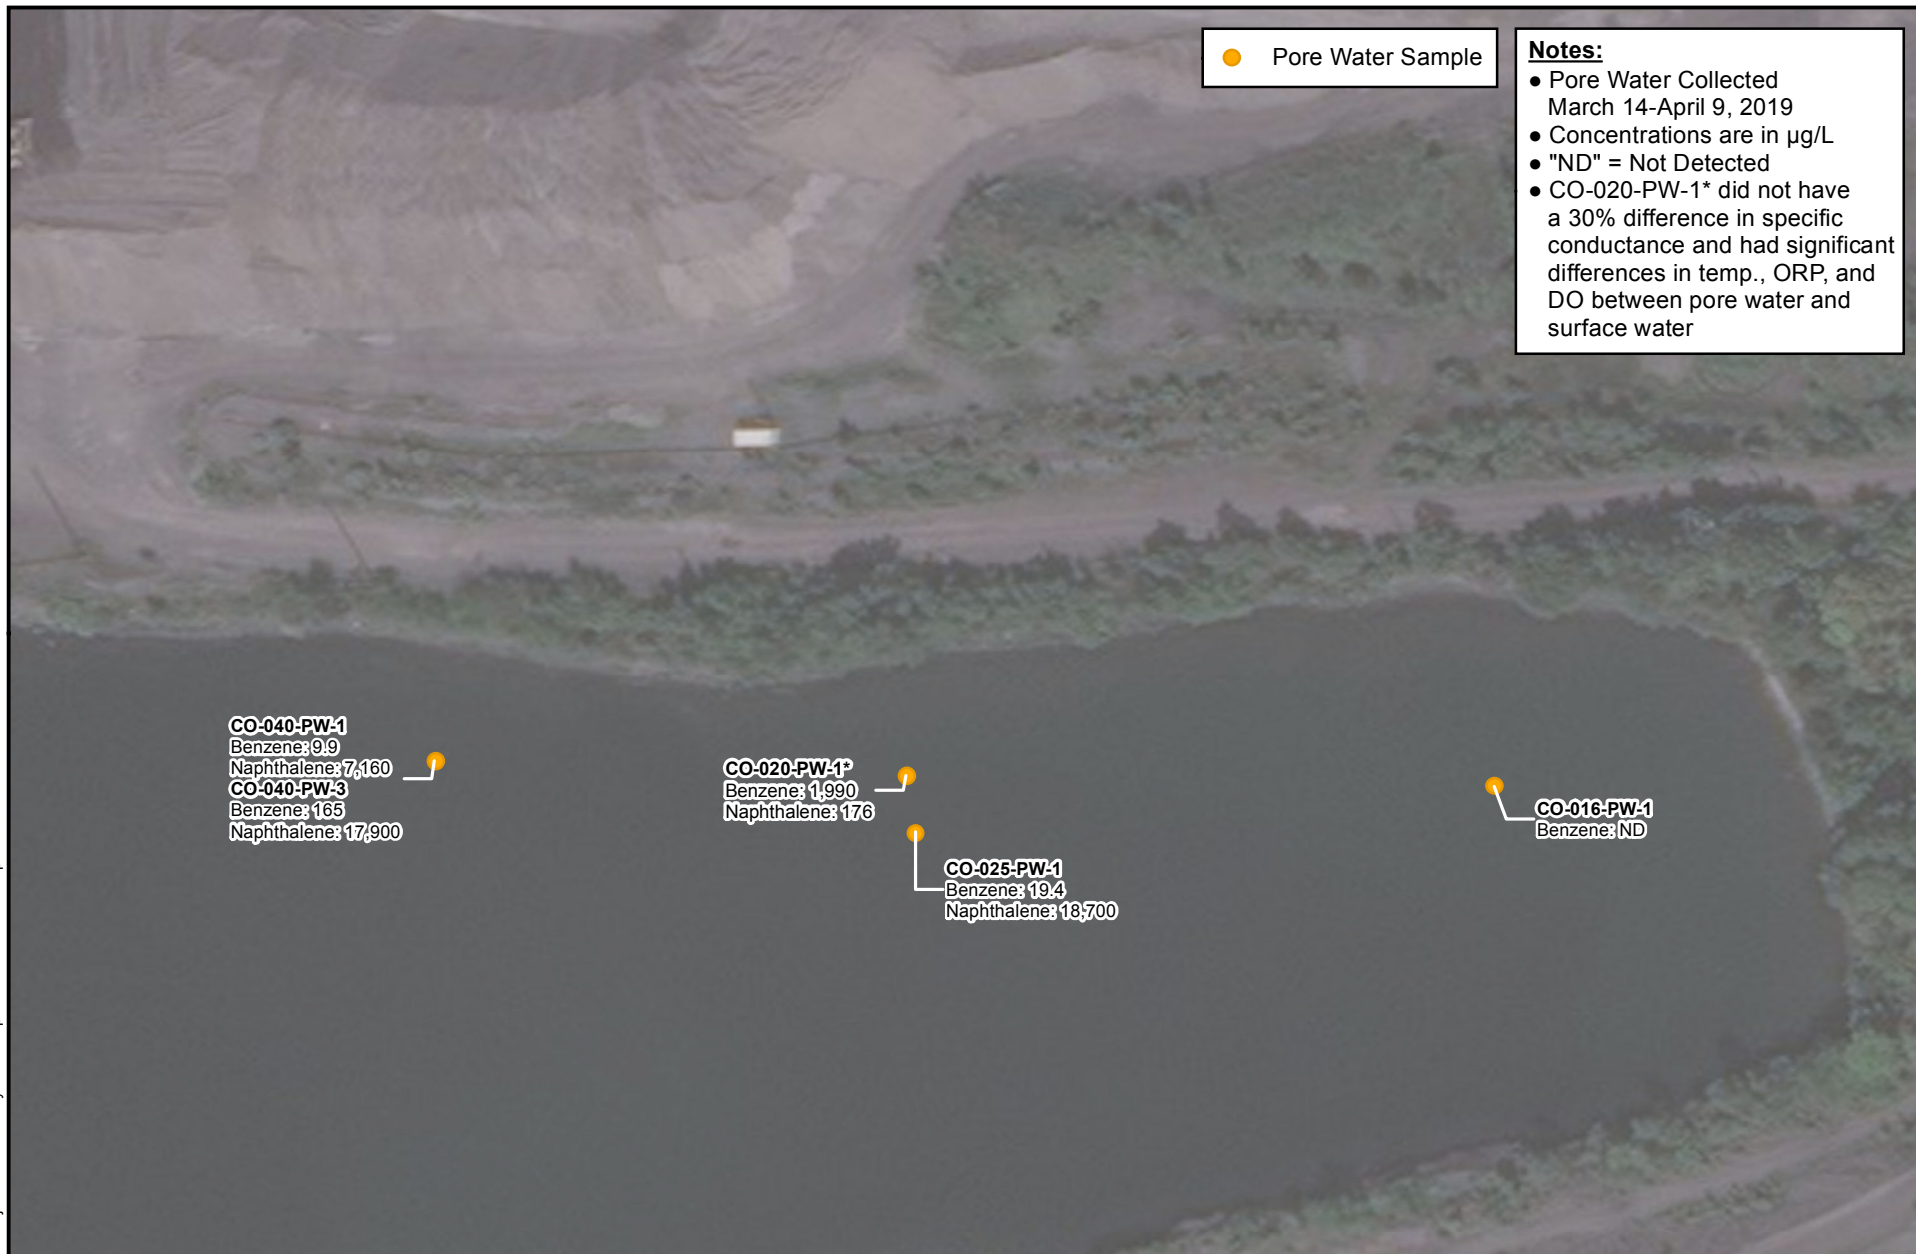 Pore Water Sample
Notes:
● Pore Water Collected
March 14-April 9, 2019
● Concentrations are in µg/L
● "ND" = Not Detected
● CO-020-PW-1* did not have
a 30% difference in specific
conductance and had significant
differences in temp., ORP, and
DO between pore water and
surface water
CO-040-PW-1
Benzene: 9.9
Naphthalene: 7,160
CO-040-PW-3
Benzene: 165
Naphthalene: 17,900
CO-020-PW-1*
Benzene: 1,990
Naphthalene: 176
CO-025-PW-1
Benzene: 19.4
Naphthalene: 18,700
CO-016-PW-1
Benzene: ND